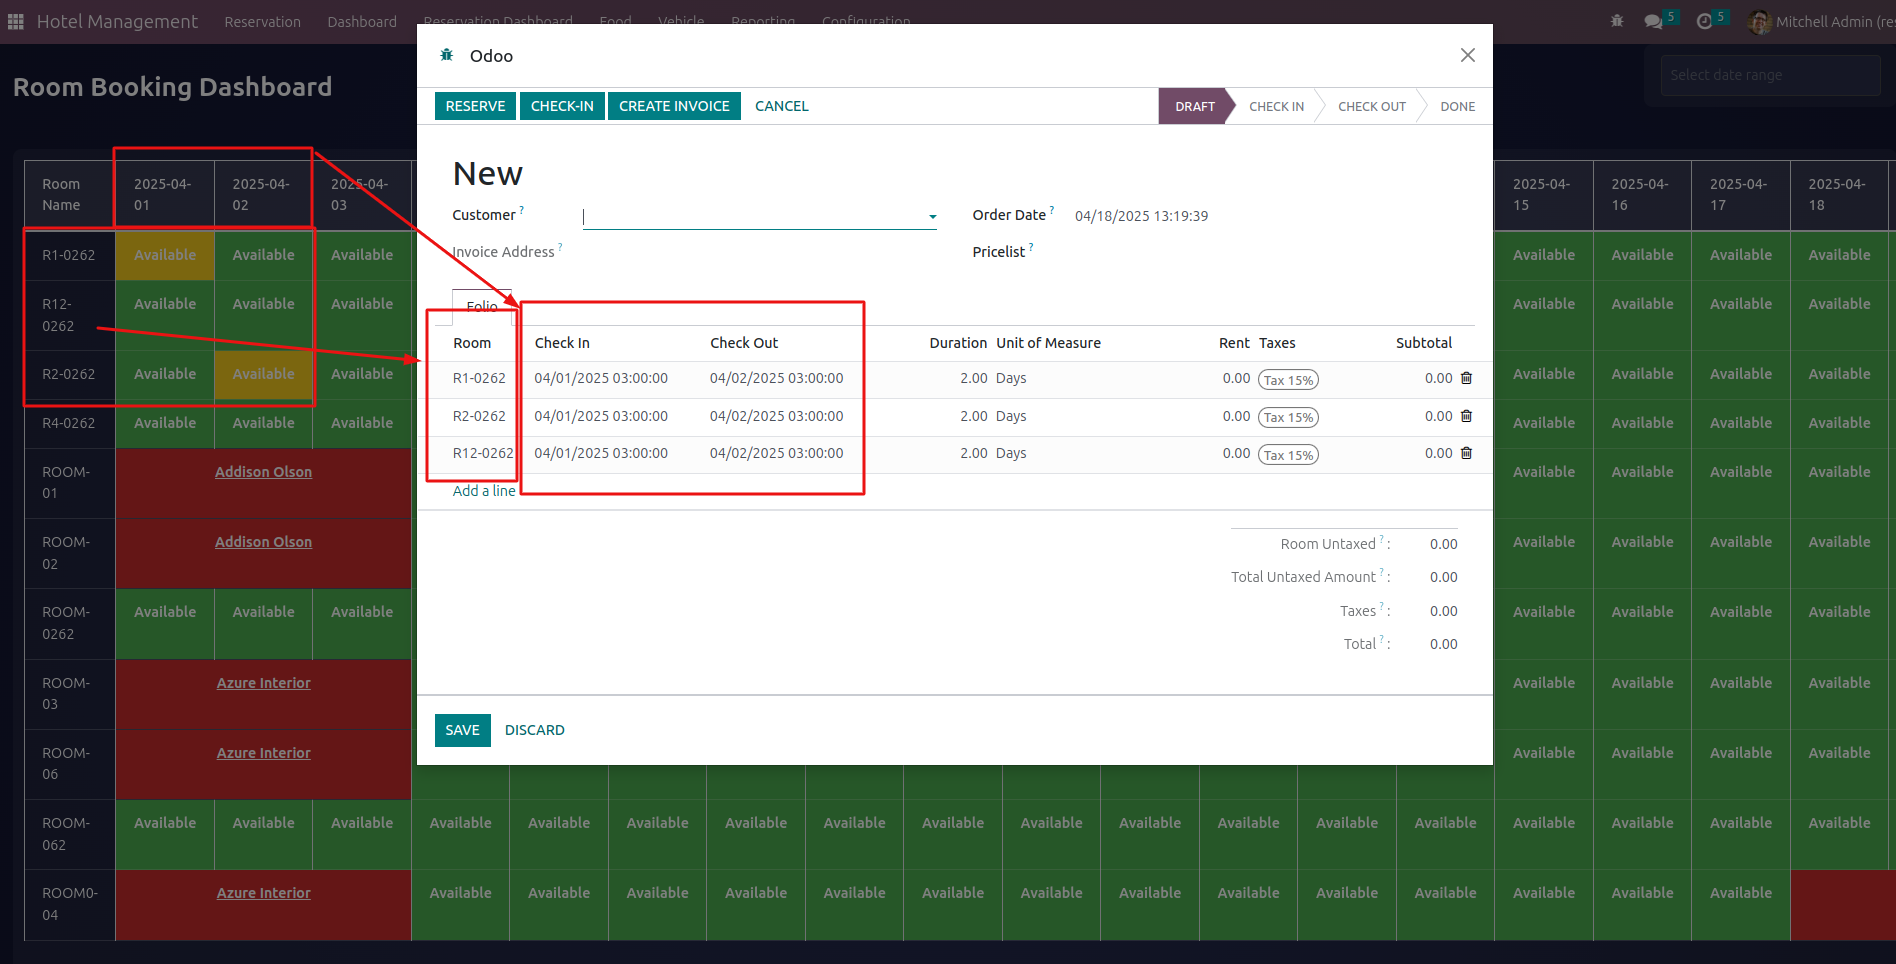 Hotel Management Reservation Dashboard Reservation Dashboard Food Vehicle Reporting Configuration 5 5 Mitchell Admin (res
Odoo
Room Booking Dashboard
Select date range
RESERVE CHECK-IN CREATE INVOICE CANCEL
DRAFT CHECK IN CHECK OUT DONE
New
Customer ?
Order Date ? 04/18/2025 13:19:39
Invoice Address ?
Pricelist ?
Folio
Room Check In Check Out Duration Unit of Measure Rent Taxes Subtotal
R1-0262 04/01/2025 03:00:00 04/02/2025 03:00:00 2.00 Days 0.00 Tax 15% 0.00
R2-0262 04/01/2025 03:00:00 04/02/2025 03:00:00 2.00 Days 0.00 Tax 15% 0.00
R12-0262 04/01/2025 03:00:00 04/02/2025 03:00:00 2.00 Days 0.00 Tax 15% 0.00
Add a line
Room Untaxed ? : 0.00
Total Untaxed Amount ? : 0.00
Taxes ? : 0.00
Total ? : 0.00
SAVE DISCARD
Room 2025-04- 2025-04- 2025-04- 2025-04- 2025-04- 2025-04- 2025-04-
Name 01 02 03 15 16 17 18
R1-0262 Available Available Available Available Available Available Available
R12- Available Available Available Available Available Available Available
0262
R2-0262 Available Available Available Available Available Available Available
R4-0262 Available Available Available Available Available Available Available
ROOM- Addison Olson Available Available Available Available
01
ROOM- Addison Olson Available Available Available Available
02
ROOM- Available Available Available Available Available Available Available
0262
ROOM- Azure Interior Available Available Available Available
03
ROOM- Azure Interior Available Available Available Available
06
ROOM- Available Available Available Available Available Available Available Available Available Available Available Available Available Available Available Available Available Available
062
ROOM0- Azure Interior Available Available Available Available Available Available Available Available Available Available Available Available Available Available
04